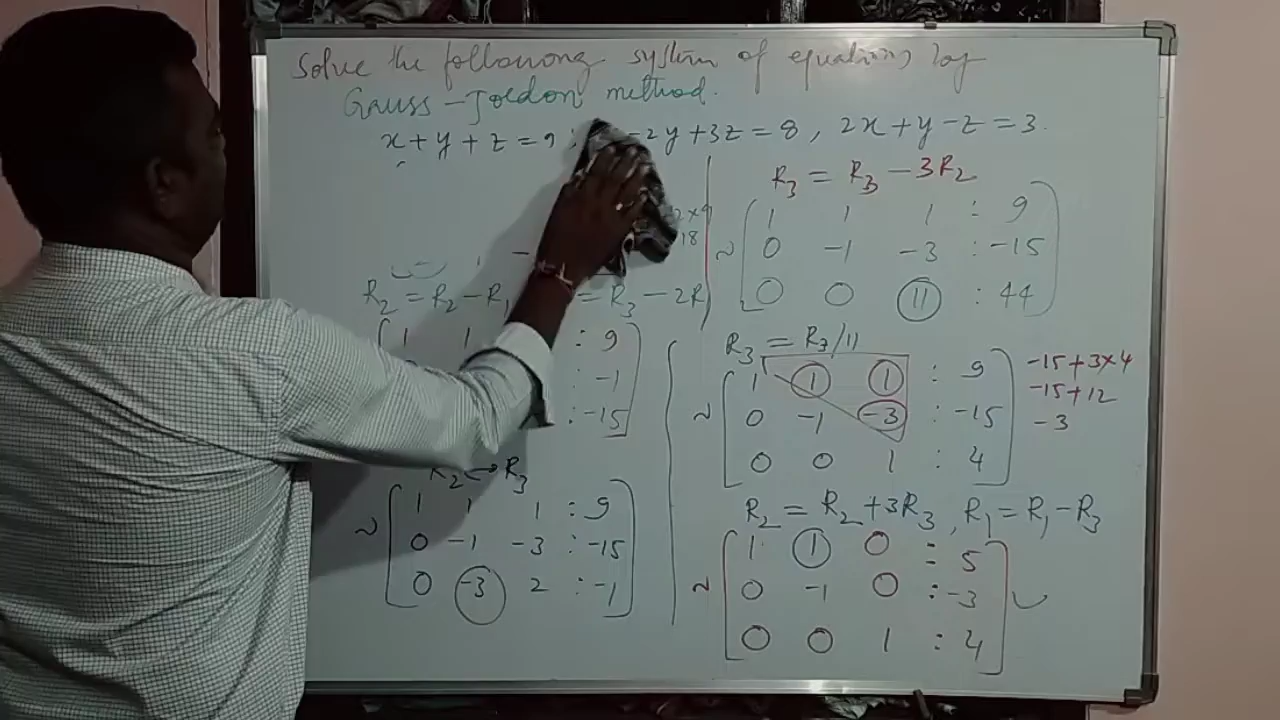 Solve the following system of equations by
Gauss-Jordon method.
x + y + z = 9 ; -2y + 3z = 8 , 2x + y - z = 3.
2×9
18
R2 = R2 - R1 = R3 - 2R1
1 1 : 9
: -1
: -15
R2 ↔ R3
~ [ 1 1 1 : 9
0 -1 -3 : -15
0 -3 2 : -1 ]
R3 = R3 - 3R2
~ [ 1 1 1 : 9
0 -1 -3 : -15
0 0 11 : 44 ]
R3 = R3/11
~ [ 1 1 1 : 9
0 -1 -3 : -15
0 0 1 : 4 ]
-15+3×4
-15+12
-3
R2 = R2 + 3R3 , R1 = R1 - R3
~ [ 1 1 0 : 5
0 -1 0 : -3
0 0 1 : 4 ]